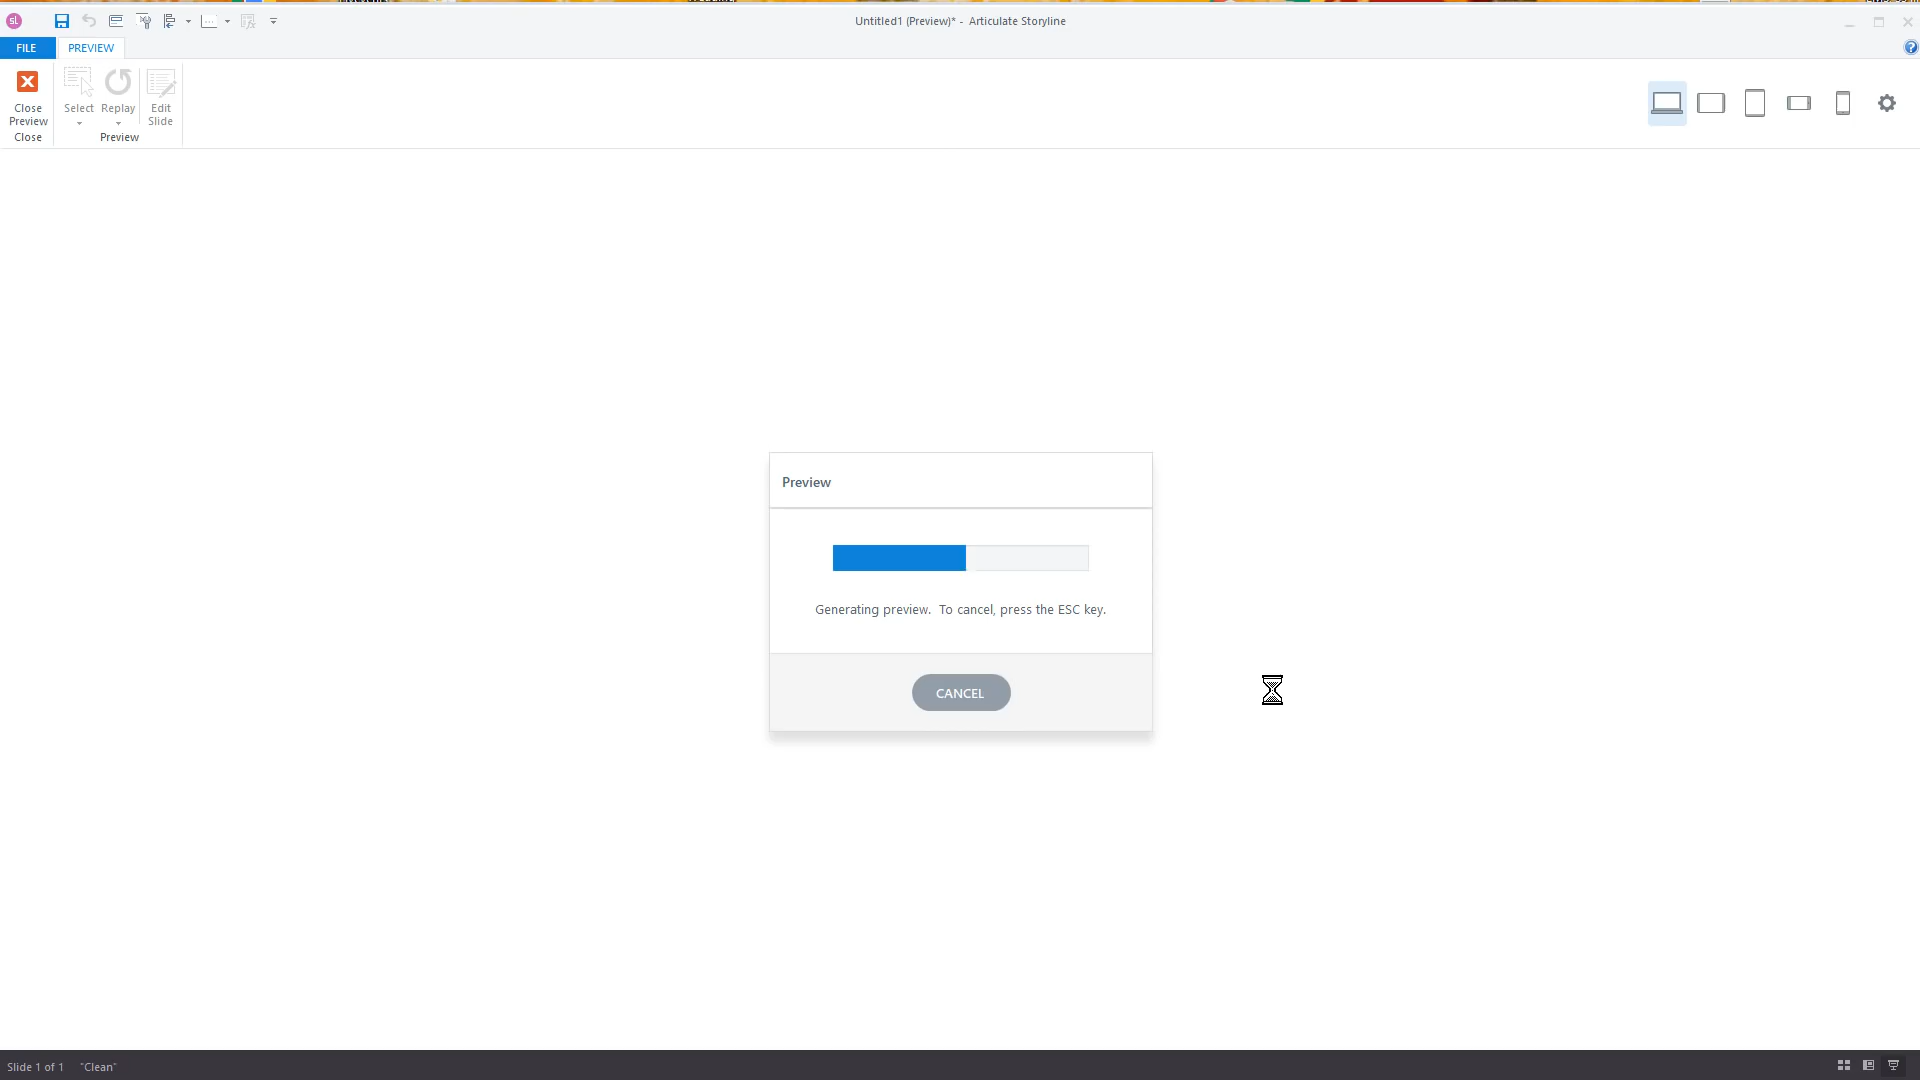 sl
Untitled1 (Preview)* - Articulate Storyline
FILE
PREVIEW
?
Close
Preview
Select
Replay
Edit
Slide
Close
Preview
Preview
Generating preview. To cancel, press the ESC key.
CANCEL
Slide 1 of 1 "Clean"